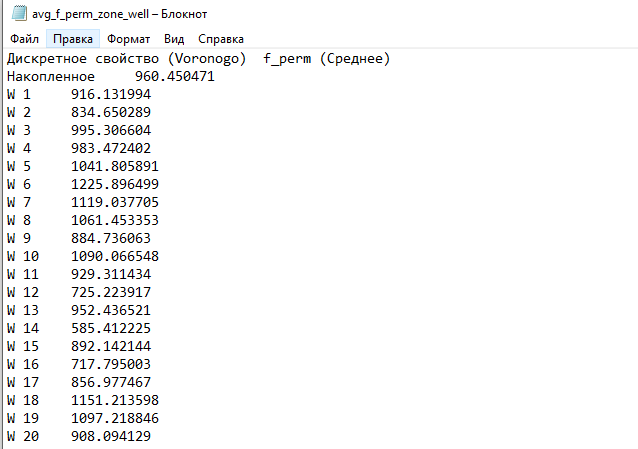 avg_f_perm_zone_well – Блокнот
Файл Правка Формат Вид Справка
Дискретное свойство (Voronogo) f_perm (Среднее)
Накопленное 960.450471
W 1 916.131994
W 2 834.650289
W 3 995.306604
W 4 983.472402
W 5 1041.805891
W 6 1225.896499
W 7 1119.037705
W 8 1061.453353
W 9 884.736063
W 10 1090.066548
W 11 929.311434
W 12 725.223917
W 13 952.436521
W 14 585.412225
W 15 892.142144
W 16 717.795003
W 17 856.977467
W 18 1151.213598
W 19 1097.218846
W 20 908.094129